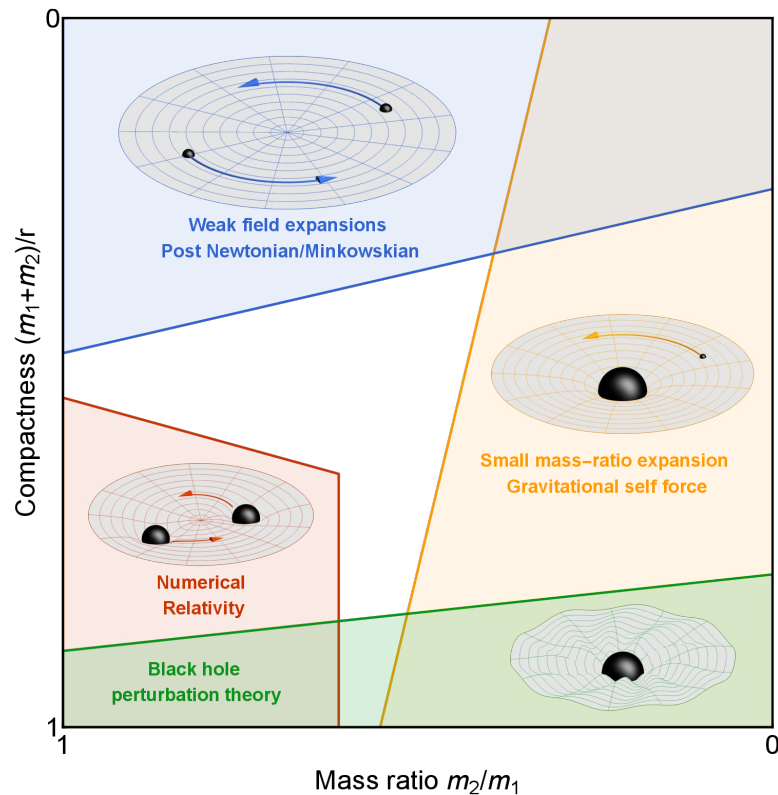 0
Weak field expansions
Post Newtonian/Minkowskian
Compactness (m₁+m₂)/r
Small mass–ratio expansion
Gravitational self force
Numerical
Relativity
Black hole
perturbation theory
1
1
0
Mass ratio m₂/m₁